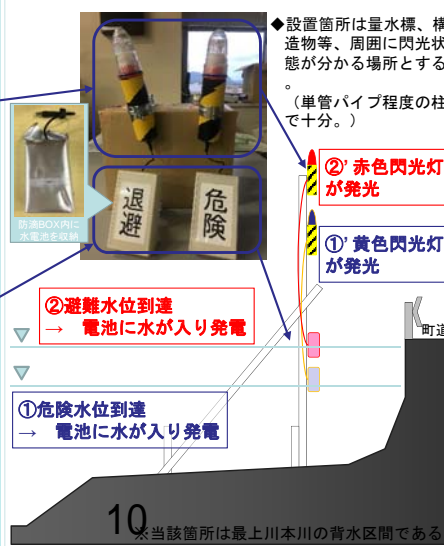 ◆設置箇所は量水標、横
造物等、周囲に閃光状
態が分かる場所とする
。
（単管パイプ程度の柱
で十分。）
退避
危険
防滴BOX内に
水電池を収納
②’赤色閃光灯
が発光
①’黄色閃光灯
が発光
②避難水位到達
→　電池に水が入り発電
町道
①危険水位到達
→　電池に水が入り発電
10
※当該箇所は最上川本川の背水区間である